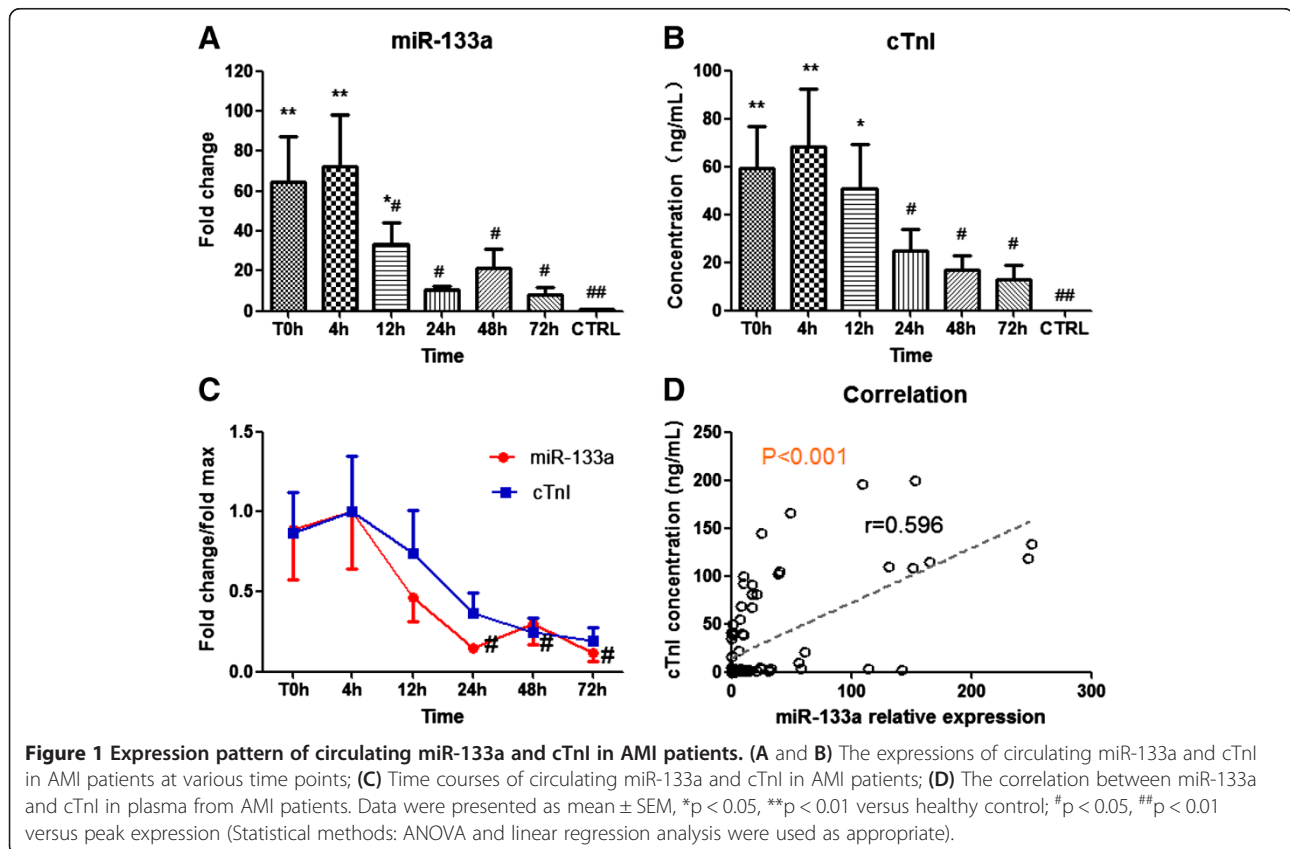 A
miR-133a
Fold change
120
100
80
60
40
20
0
**
**
*#
#
#
#
##
T0h 4h 12h 24h 48h 72h CTRL
Time
B
cTnI
Concentration (ng/mL)
100
80
60
40
20
0
**
**
*
#
#
#
##
T0h 4h 12h 24h 48h 72h CTRL
Time
C
Fold change/fold max
1.5
1.0
0.5
0.0
miR-133a
cTnI
#
#
#
T0h 4h 12h 24h 48h 72h
Time
D
Correlation
cTnI concentration (ng/mL)
250
200
150
100
50
0
P<0.001
r=0.596
0 100 200 300
miR-133a relative expression
Figure 1 Expression pattern of circulating miR-133a and cTnI in AMI patients. (A and B) The expressions of circulating miR-133a and cTnI
in AMI patients at various time points; (C) Time courses of circulating miR-133a and cTnI in AMI patients; (D) The correlation between miR-133a
and cTnI in plasma from AMI patients. Data were presented as mean ± SEM, *p < 0.05, **p < 0.01 versus healthy control; #p < 0.05, ##p < 0.01
versus peak expression (Statistical methods: ANOVA and linear regression analysis were used as appropriate).